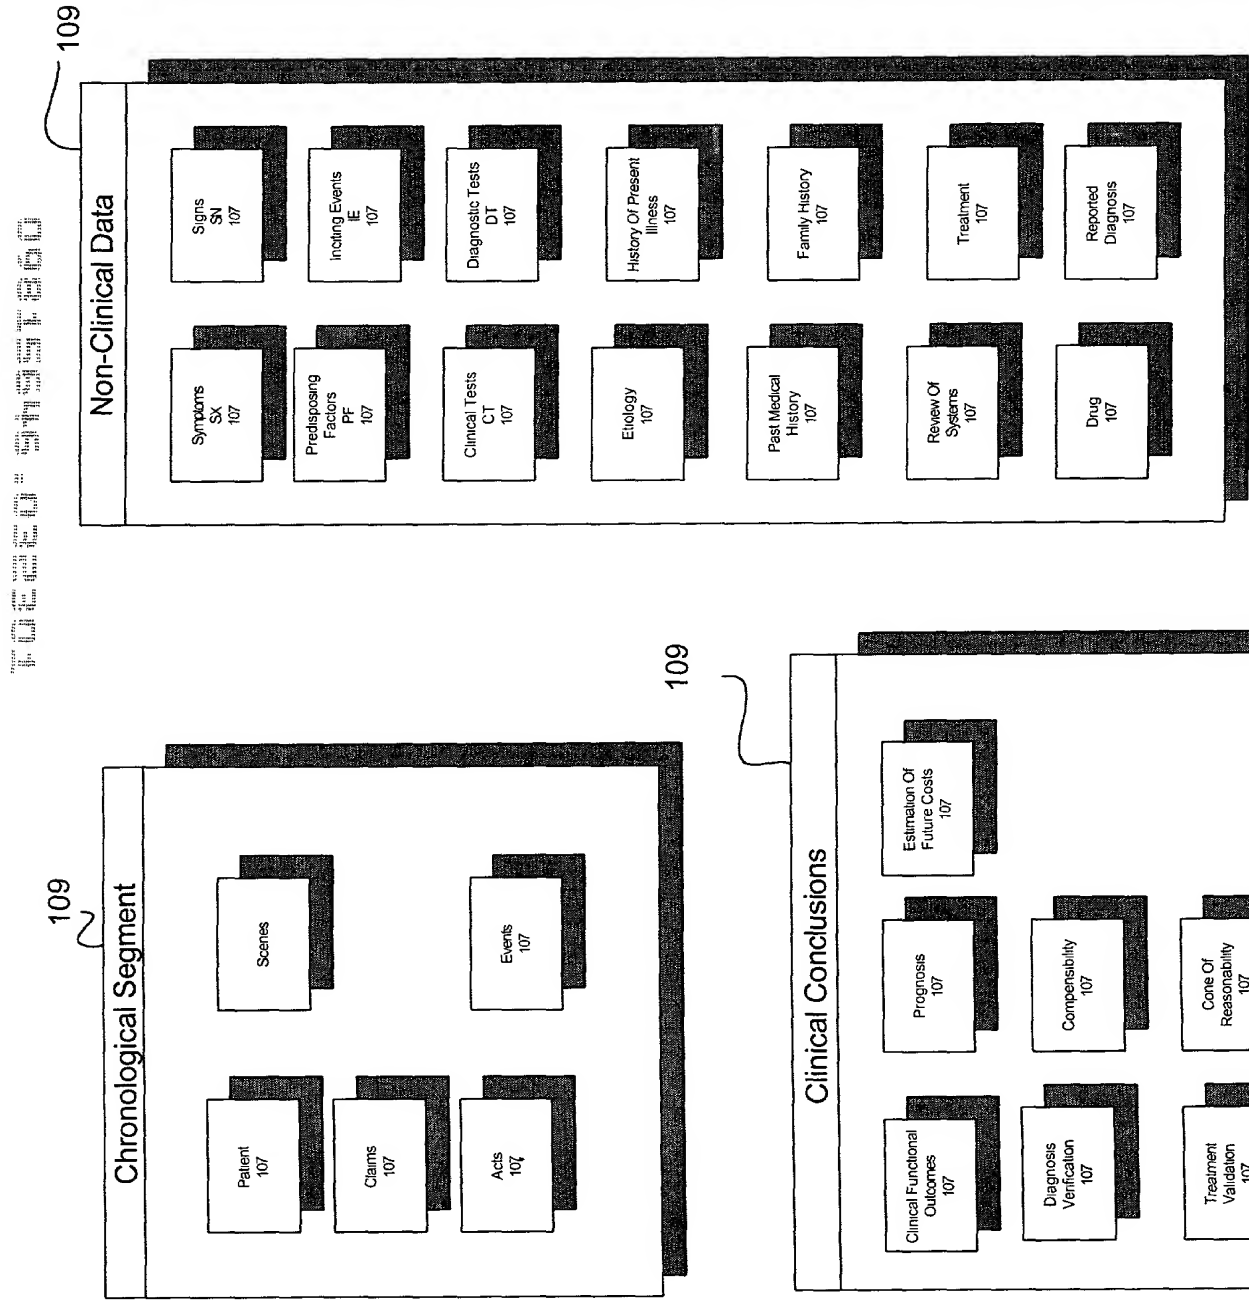 109
Chronological Segment
Patient
107
Scenes
Claims
107
Acts
107
Events
107
109
Non-Clinical Data
Symptoms
SX
107
Signs
SN
107
Predisposing
Factors
PF
107
Inciting Events
IE
107
Clinical Tests
CT
107
Diagnostic Tests
DT
107
Etiology
107
History Of Present
Illness
107
Past Medical
History
107
Family History
107
Review Of
Systems
107
Treatment
107
Drug
107
Reported
Diagnosis
107
109
Clinical Conclusions
Clinical Functional
Outcomes
107
Prognosis
107
Estimation Of
Future Costs
107
Diagnosis
Verification
107
Compensibility
107
Treatment
Validation
107
Cone Of
Reasonability
107